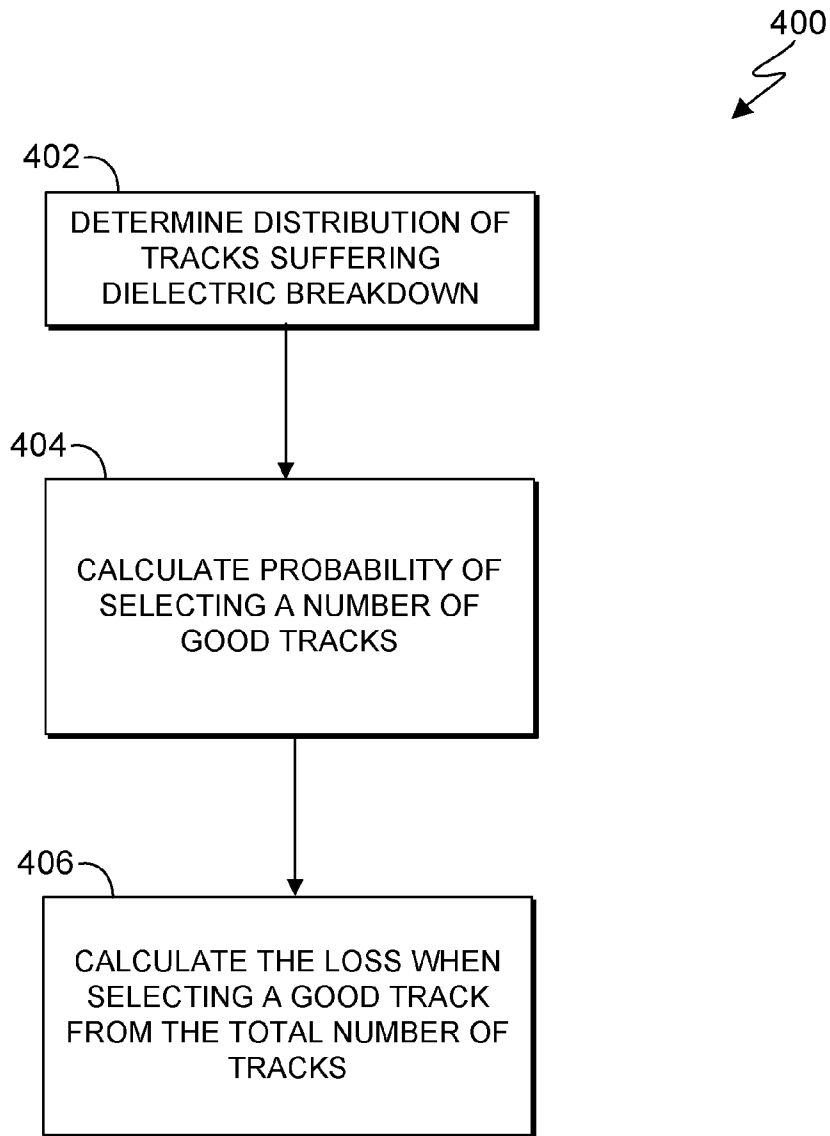 400
402
DETERMINE DISTRIBUTION OF
TRACKS SUFFERING
DIELECTRIC BREAKDOWN
404
CALCULATE PROBABILITY OF
SELECTING A NUMBER OF
GOOD TRACKS
406
CALCULATE THE LOSS WHEN
SELECTING A GOOD TRACK
FROM THE TOTAL NUMBER OF
TRACKS